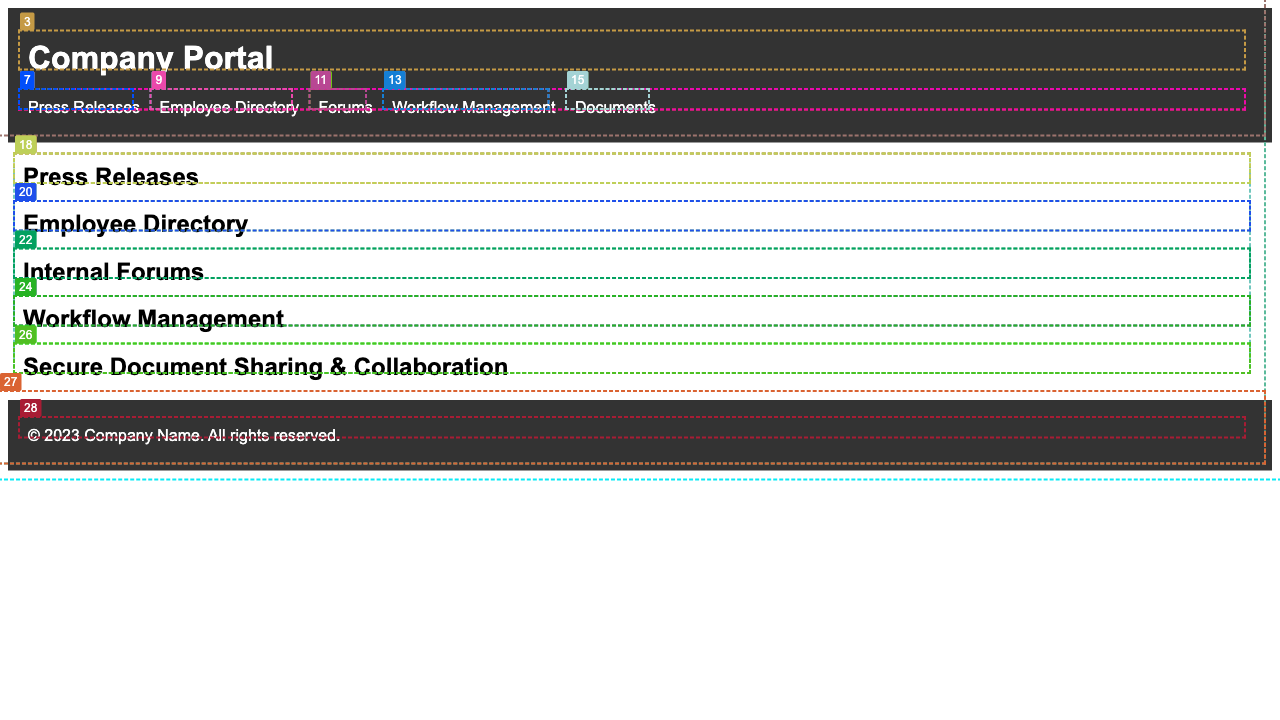 3
Company Portal
7 9 11 13 15
Press Releases Employee Directory Forums Workflow Management Documents
18
Press Releases
20
Employee Directory
22
Internal Forums
24
Workflow Management
26
Secure Document Sharing & Collaboration
27
28
© 2023 Company Name. All rights reserved.